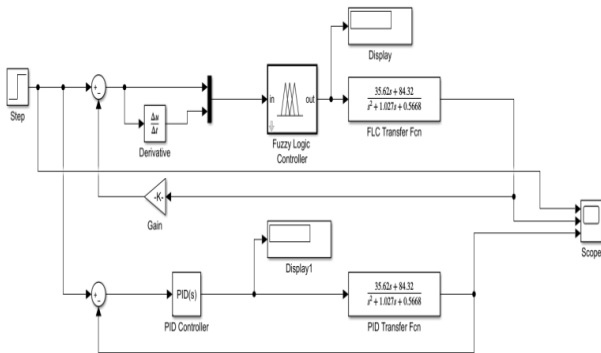 Display
Step
+
-
Δu
Δt
Derivative
in
out
Fuzzy Logic
Controller
35.62s + 84.32
s² + 1.027s + 0.5668
FLC Transfer Fcn
-K-
Gain
Scope
Display1
+
-
PID(s)
PID Controller
35.62s + 84.32
s² + 1.027s + 0.5668
PID Transfer Fcn